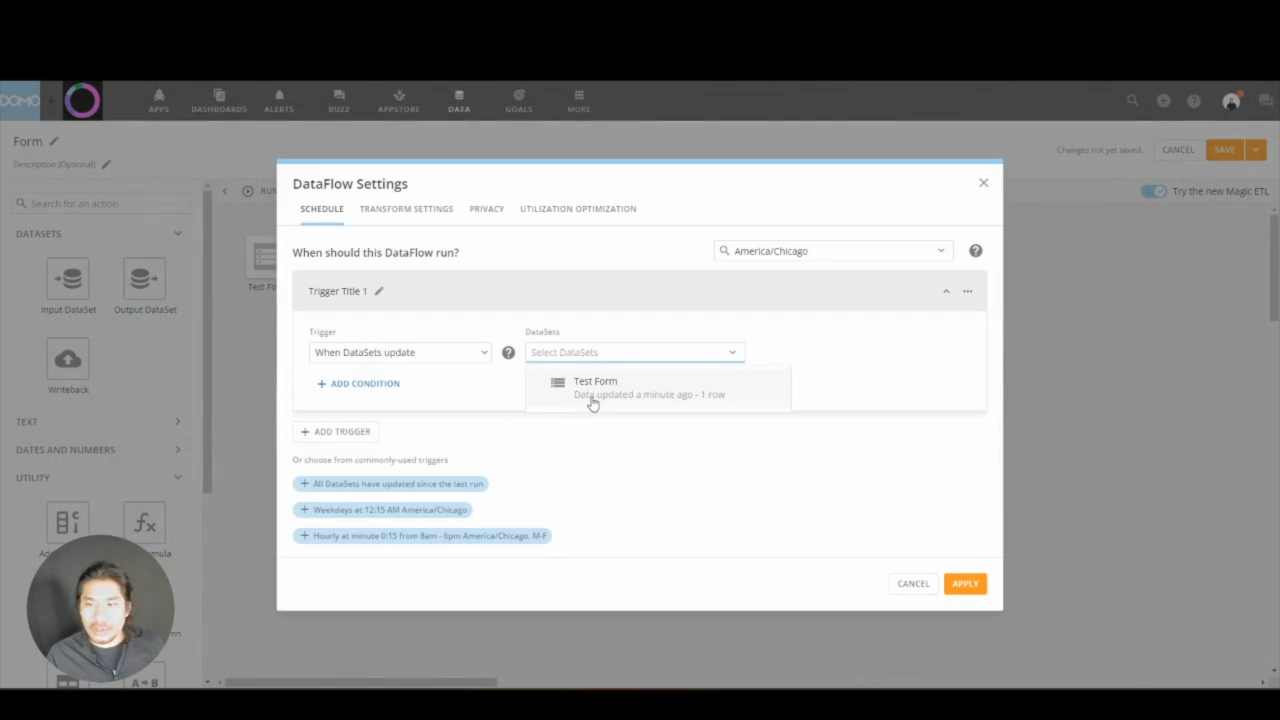 DOMO
+
APPS
DASHBOARDS
ALERTS
BUZZ
APPSTORE
DATA
GOALS
MORE
Form
Description (Optional)
Changes not yet saved.
CANCEL
SAVE
Search for an action
Try the new Magic ETL
DATASETS
Input DataSet
Output DataSet
Writeback
TEXT
DATES AND NUMBERS
UTILITY
DataFlow Settings
SCHEDULE
TRANSFORM SETTINGS
PRIVACY
UTILIZATION OPTIMIZATION
When should this DataFlow run?
America/Chicago
Trigger Title 1
Trigger
DataSets
When DataSets update
Select DataSets
+ ADD CONDITION
Test Form
Data updated a minute ago - 1 row
+ ADD TRIGGER
Or choose from commonly-used triggers
+ All DataSets have updated since the last run
+ Weekdays at 12:15 AM America/Chicago
+ Hourly at minute 0:15 from 8am - 6pm America/Chicago, M-F
CANCEL
APPLY
fx
A→B